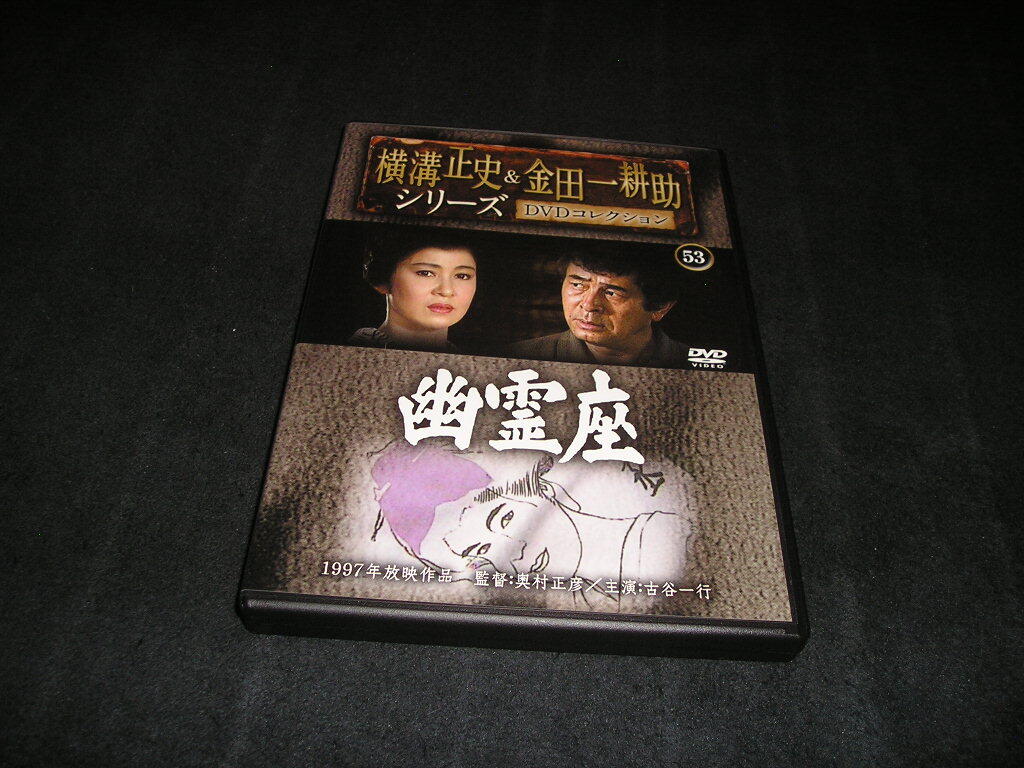 横溝正史&金田一耕助
シリーズ DVDコレクション
53
DVD
VIDEO
幽霊座
1997年放映作品 監督:奥村正彦/主演:古谷一行